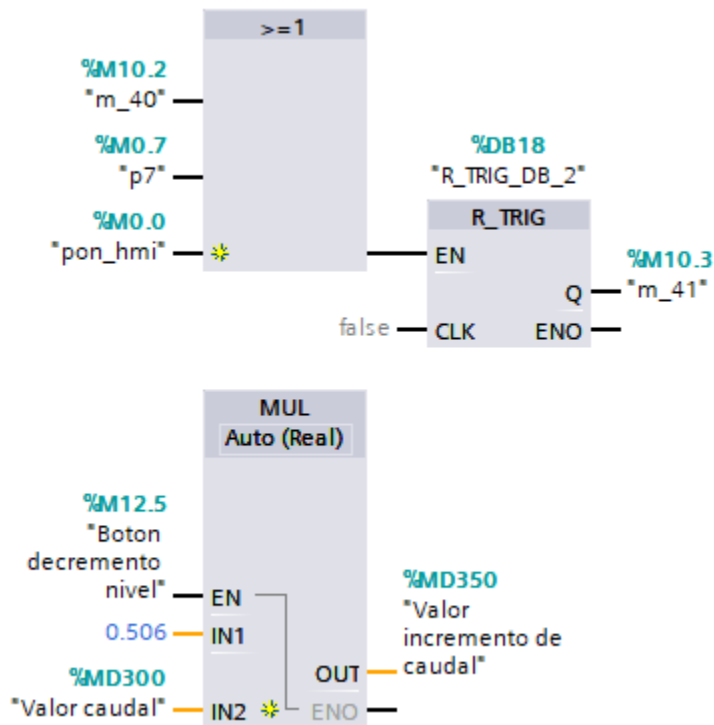 >=1
%M10.2
"m_40"
%M0.7
"p7"
%M0.0
"pon_hmi"
%DB18
"R_TRIG_DB_2"
R_TRIG
EN
%M10.3
Q "m_41"
false CLK ENO
MUL
Auto (Real)
%M12.5
"Boton
decremento
nivel" EN
0.506 IN1
%MD350
"Valor
incremento de
OUT caudal"
%MD300
"Valor caudal" IN2 ENO